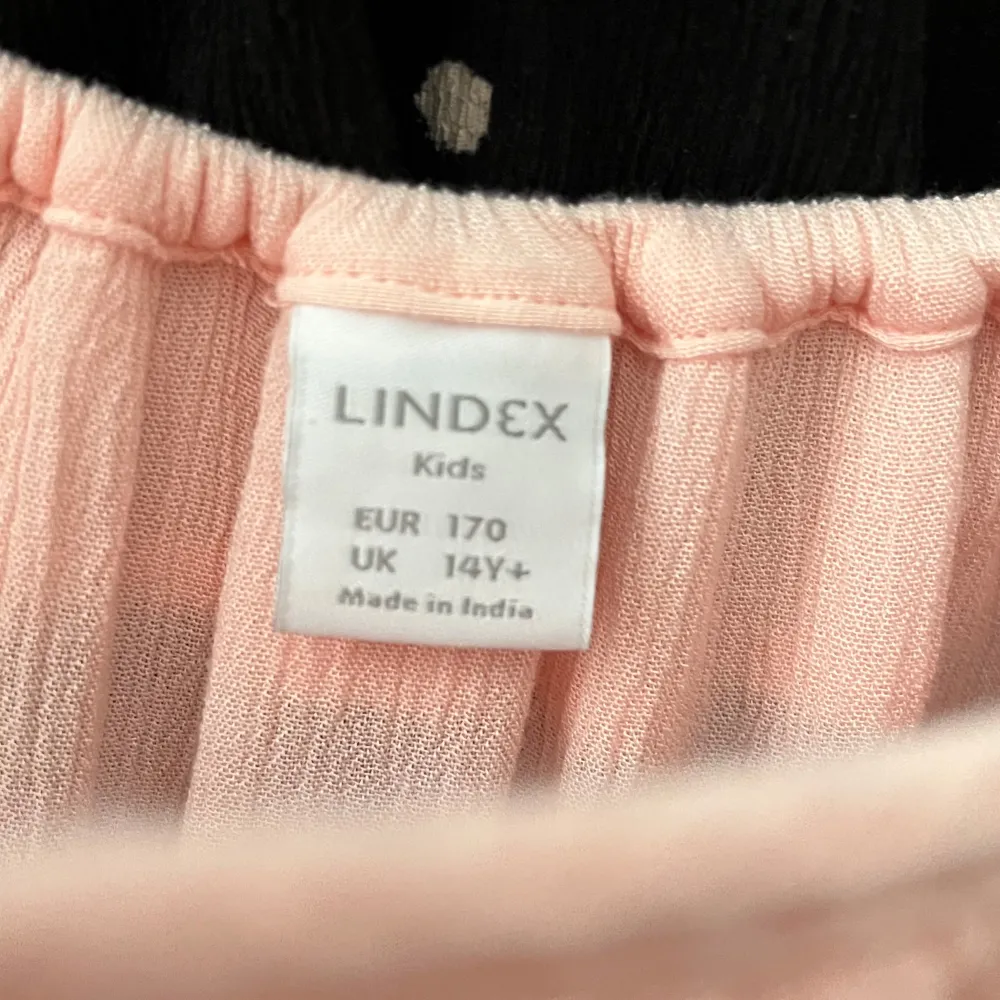 LINDEX
Kids
EUR 170
UK 14Y+
Made in India